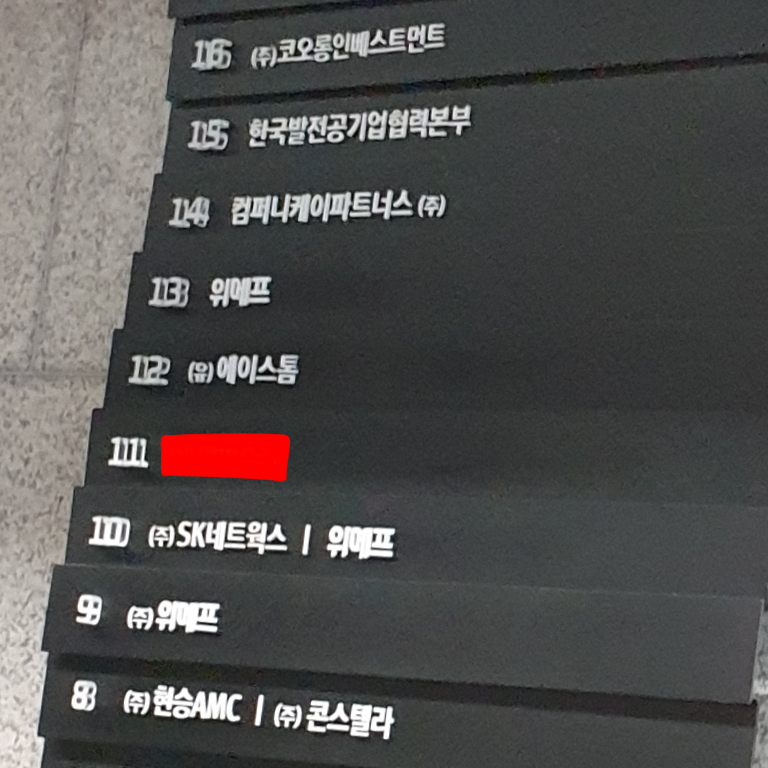 16 ㈜코오롱인베스트먼트
15 한국발전공기업협력본부
14 컴퍼니케이파트너스 ㈜
13 위메프
12 ㈲에이스톰
11
10 ㈜SK네트웍스 | 위메프
9 ㈜위메프
8 ㈜현승AMC | ㈜콘스텔라